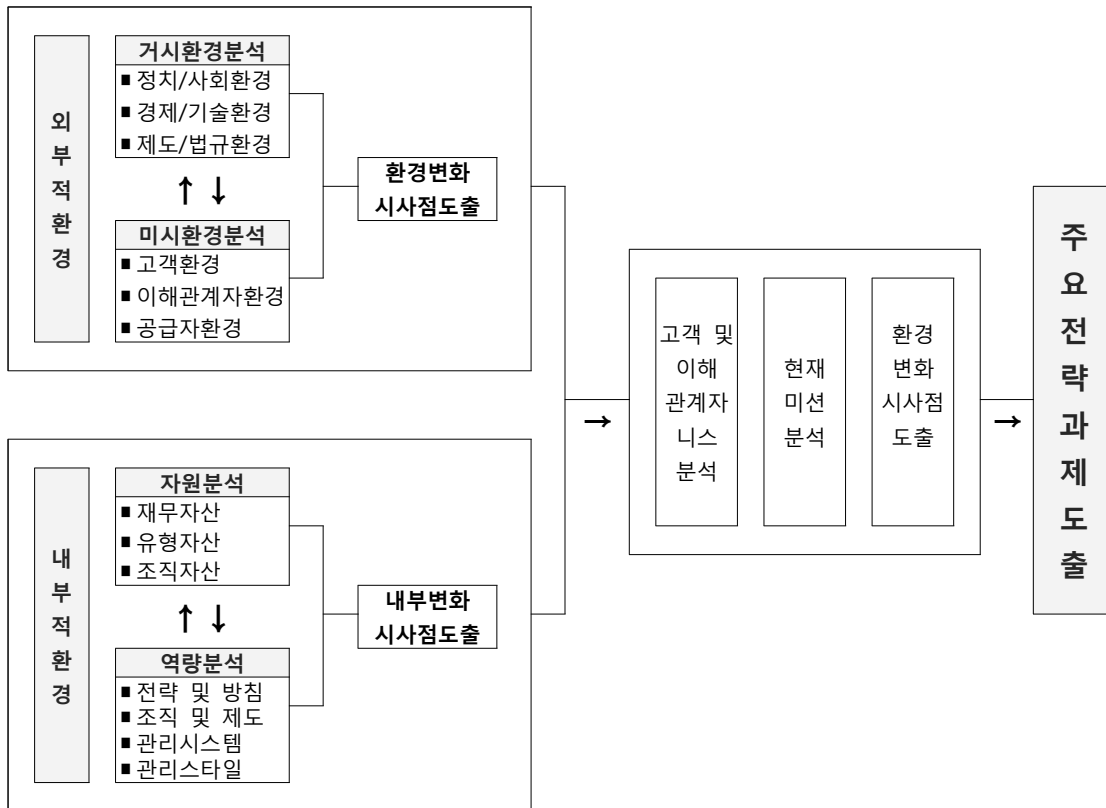 외
부
적
환
경
거시환경분석
■ 정치/사회환경
■ 경제/기술환경
■ 제도/법규환경
↑ ↓
미시환경분석
■ 고객환경
■ 이해관계자환경
■ 공급자환경
환경변화
시사점도출
내
부
적
환
경
자원분석
■ 재무자산
■ 유형자산
■ 조직자산
↑ ↓
역량분석
■ 전략 및 방침
■ 조직 및 제도
■ 관리시스템
■ 관리스타일
내부변화
시사점도출
→
고객 및
이해
관계자
니스
분석
현재
미션
분석
환경
변화
시사점
도출
→
주
요
전
략
과
제
도
출